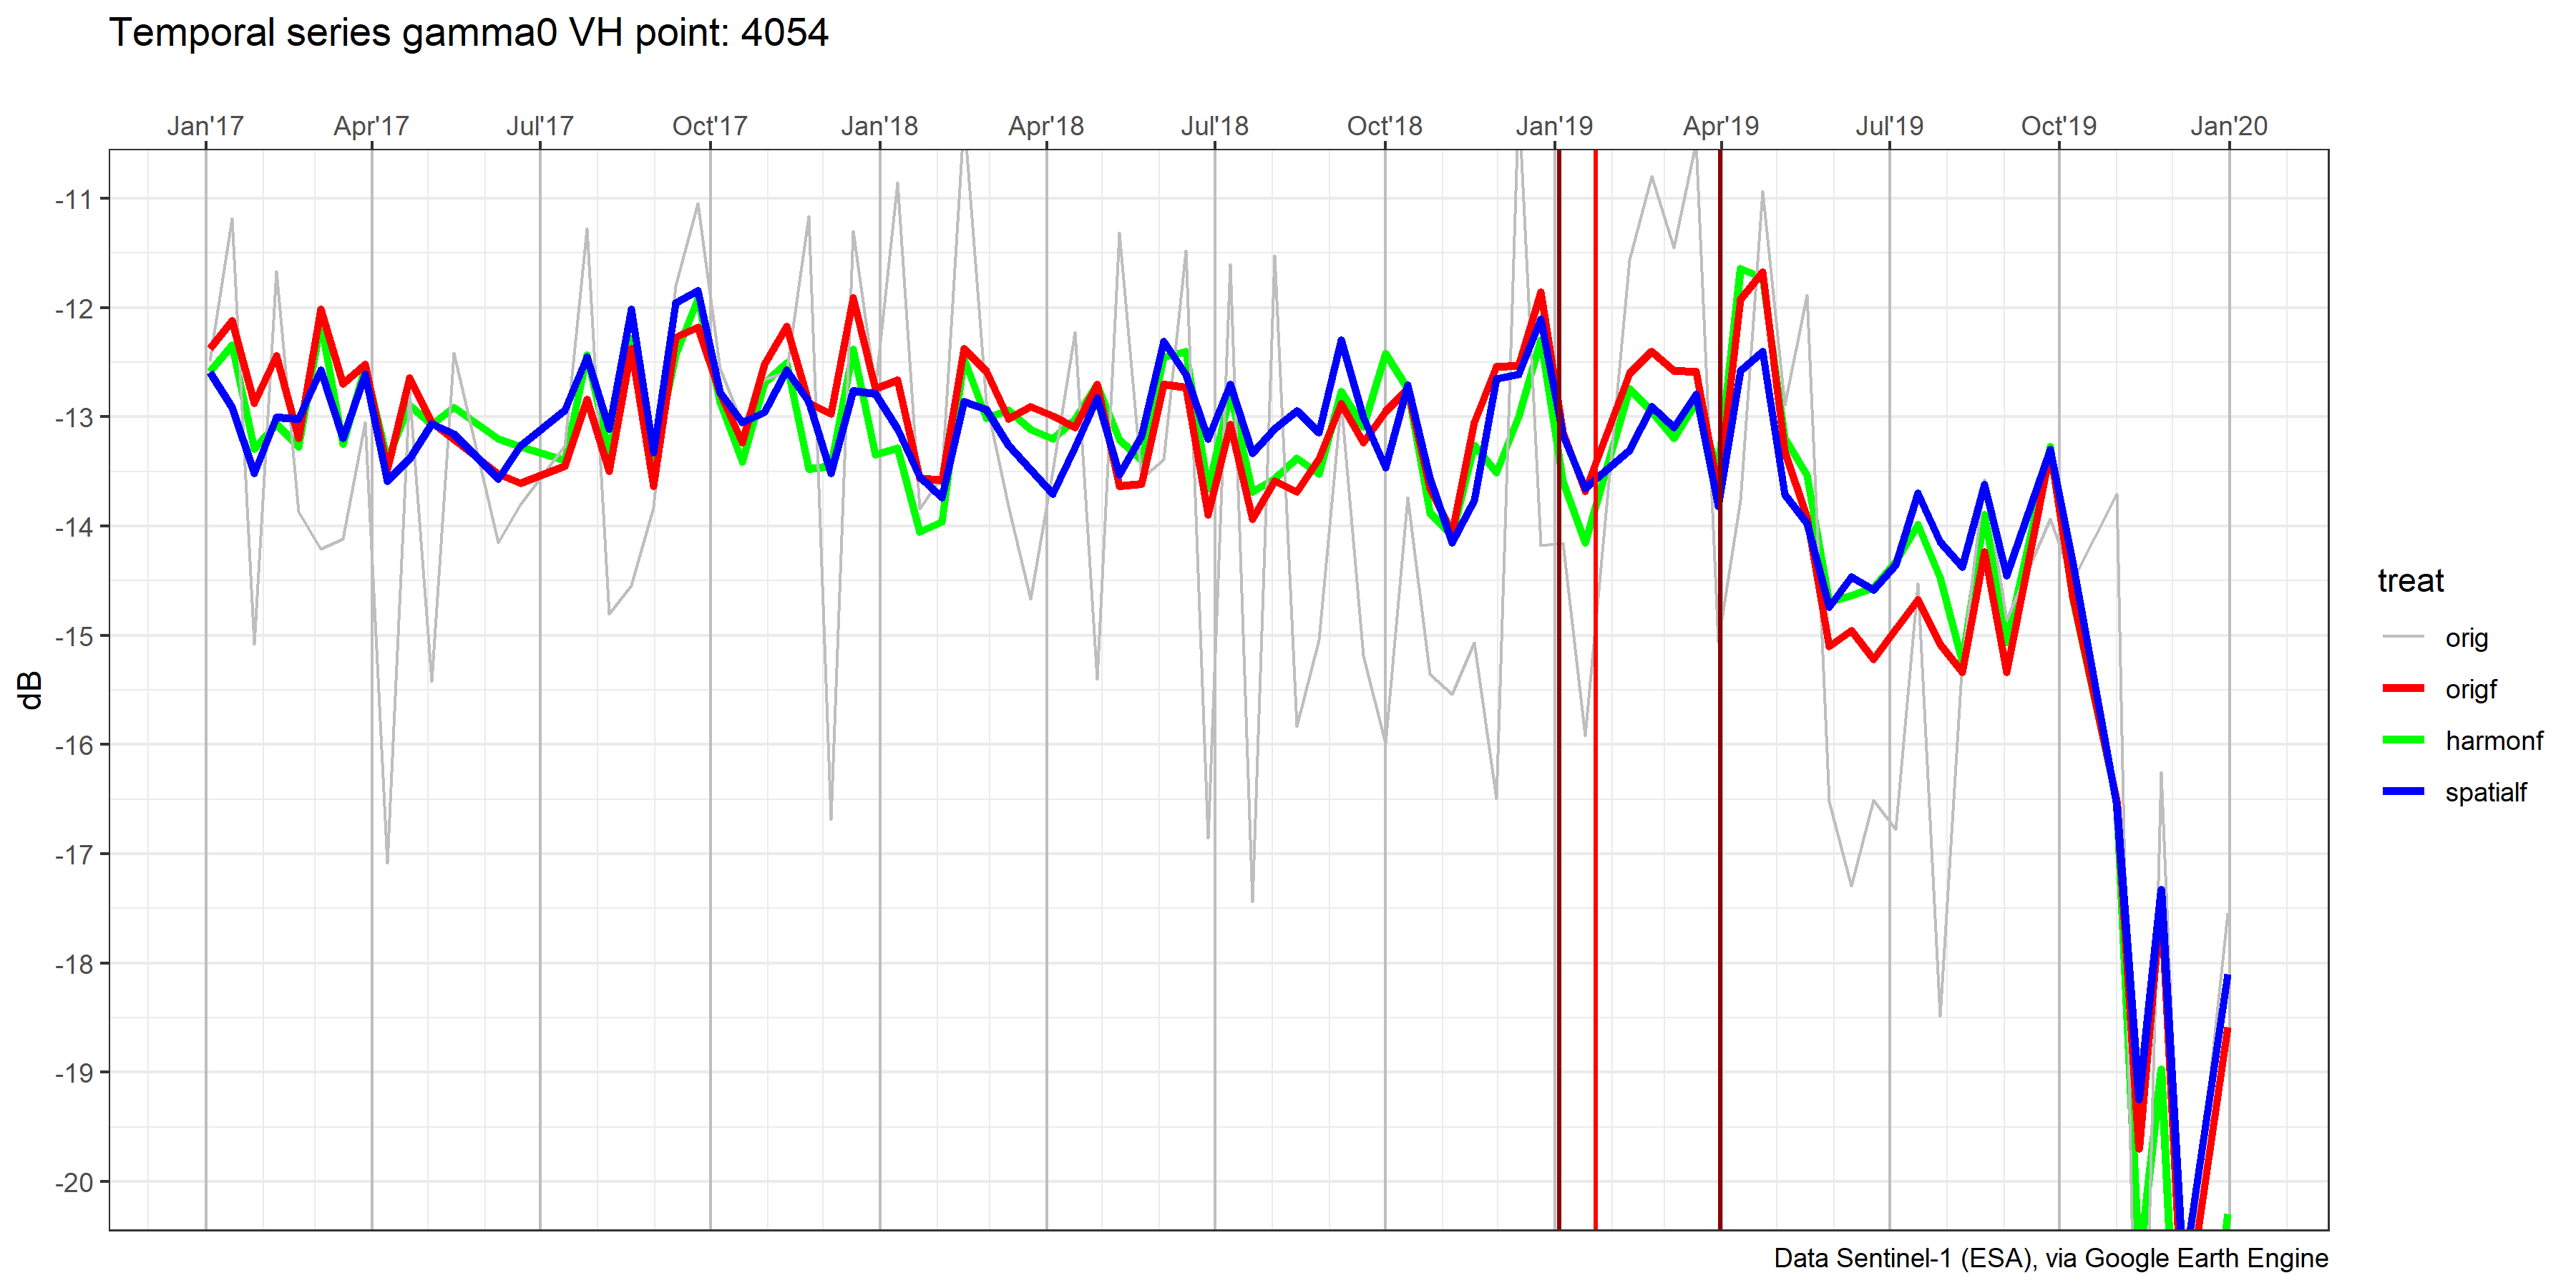 Temporal series gamma0 VH point: 4054
Jan'17 Apr'17 Jul'17 Oct'17 Jan'18 Apr'18 Jul'18 Oct'18 Jan'19 Apr'19 Jul'19 Oct'19 Jan'20
-11
-12
-13
-14
-15
-16
-17
-18
-19
-20
dB
treat
orig
origf
harmonf
spatialf
Data Sentinel-1 (ESA), via Google Earth Engine